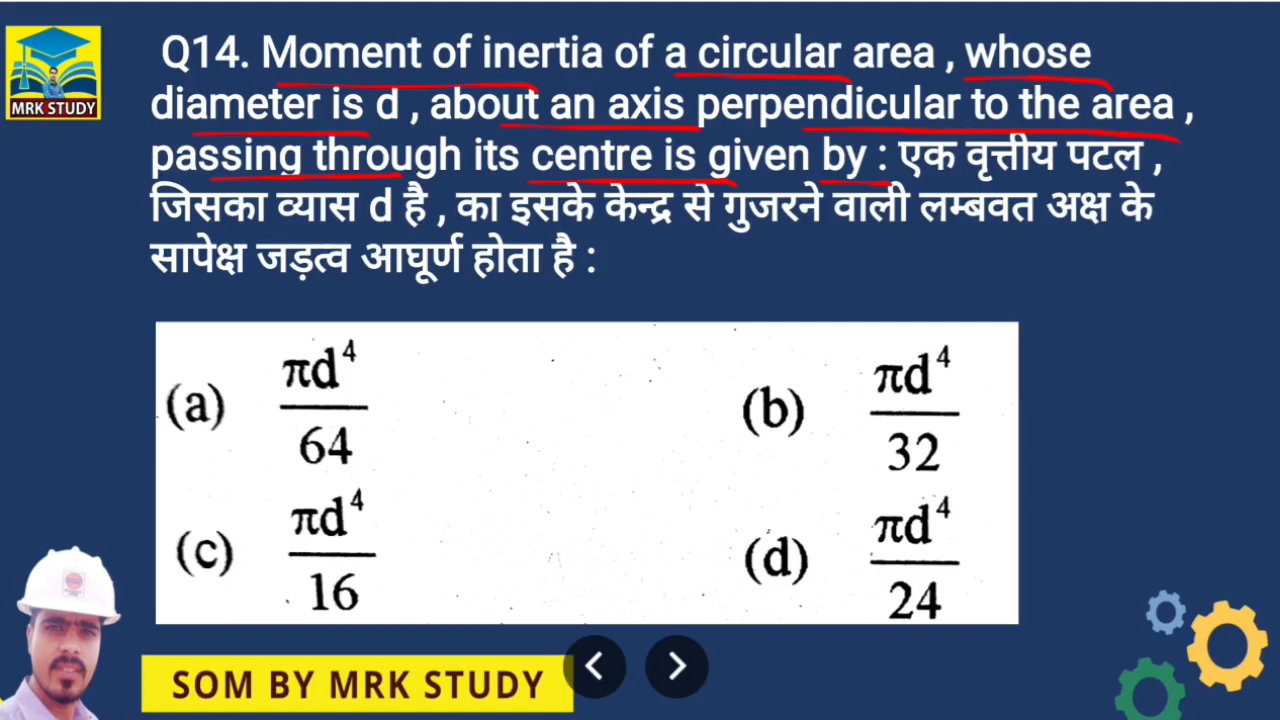 MRK STUDY
Q14. Moment of inertia of a circular area , whose
diameter is d , about an axis perpendicular to the area ,
passing through its centre is given by : एक वृत्तीय पटल ,
जिसका व्यास d है , का इसके केन्द्र से गुजरने वाली लम्बवत अक्ष के
सापेक्ष जड़त्व आघूर्ण होता है :
(a) πd⁴/64 (b) πd⁴/32
(c) πd⁴/16 (d) πd⁴/24
SOM BY MRK STUDY